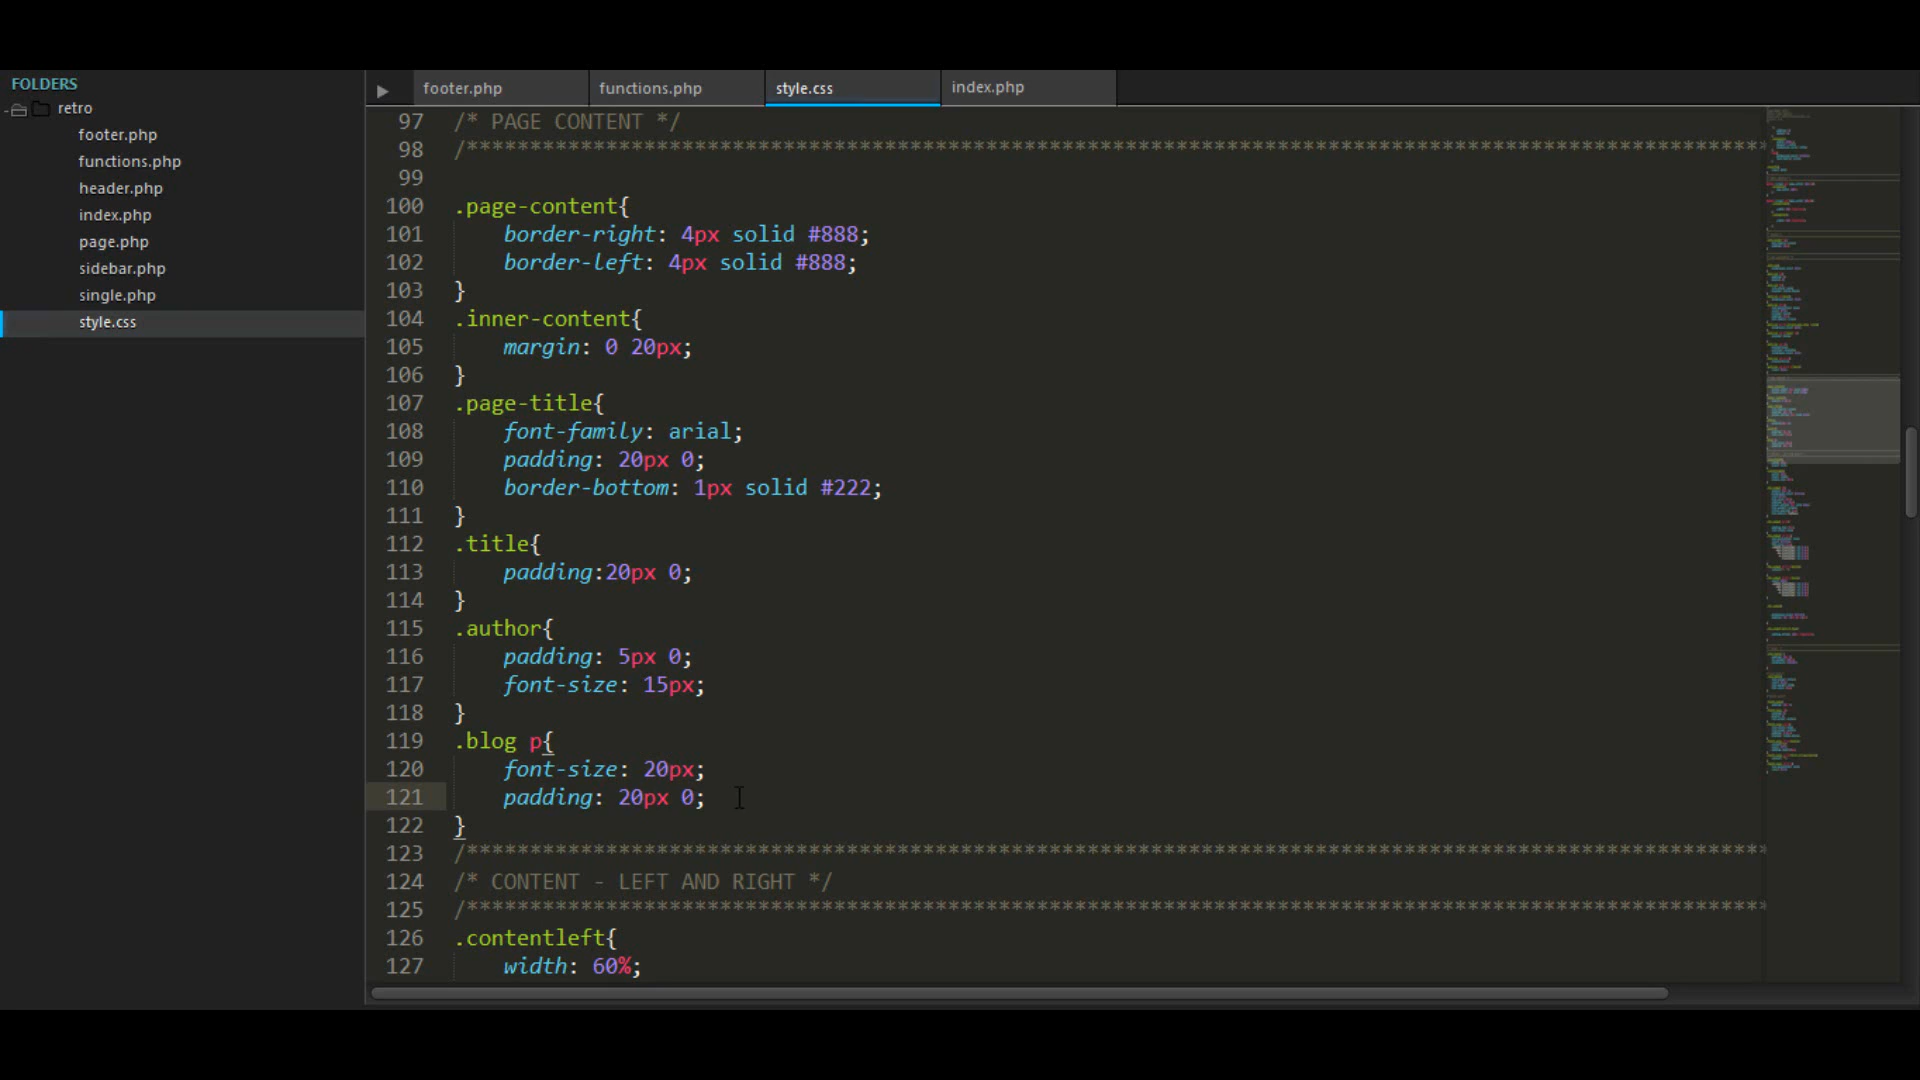 FOLDERS
retro
footer.php
functions.php
header.php
index.php
page.php
sidebar.php
single.php
style.css
footer.php functions.php style.css index.php
97 /* PAGE CONTENT */
98 /*******************************************************************************************************
99
100 .page-content{
101 border-right: 4px solid #888;
102 border-left: 4px solid #888;
103 }
104 .inner-content{
105 margin: 0 20px;
106 }
107 .page-title{
108 font-family: arial;
109 padding: 20px 0;
110 border-bottom: 1px solid #222;
111 }
112 .title{
113 padding:20px 0;
114 }
115 .author{
116 padding: 5px 0;
117 font-size: 15px;
118 }
119 .blog p{
120 font-size: 20px;
121 padding: 20px 0;
122 }
123 /*******************************************************************************************************
124 /* CONTENT - LEFT AND RIGHT */
125 /*******************************************************************************************************
126 .contentleft{
127 width: 60%;